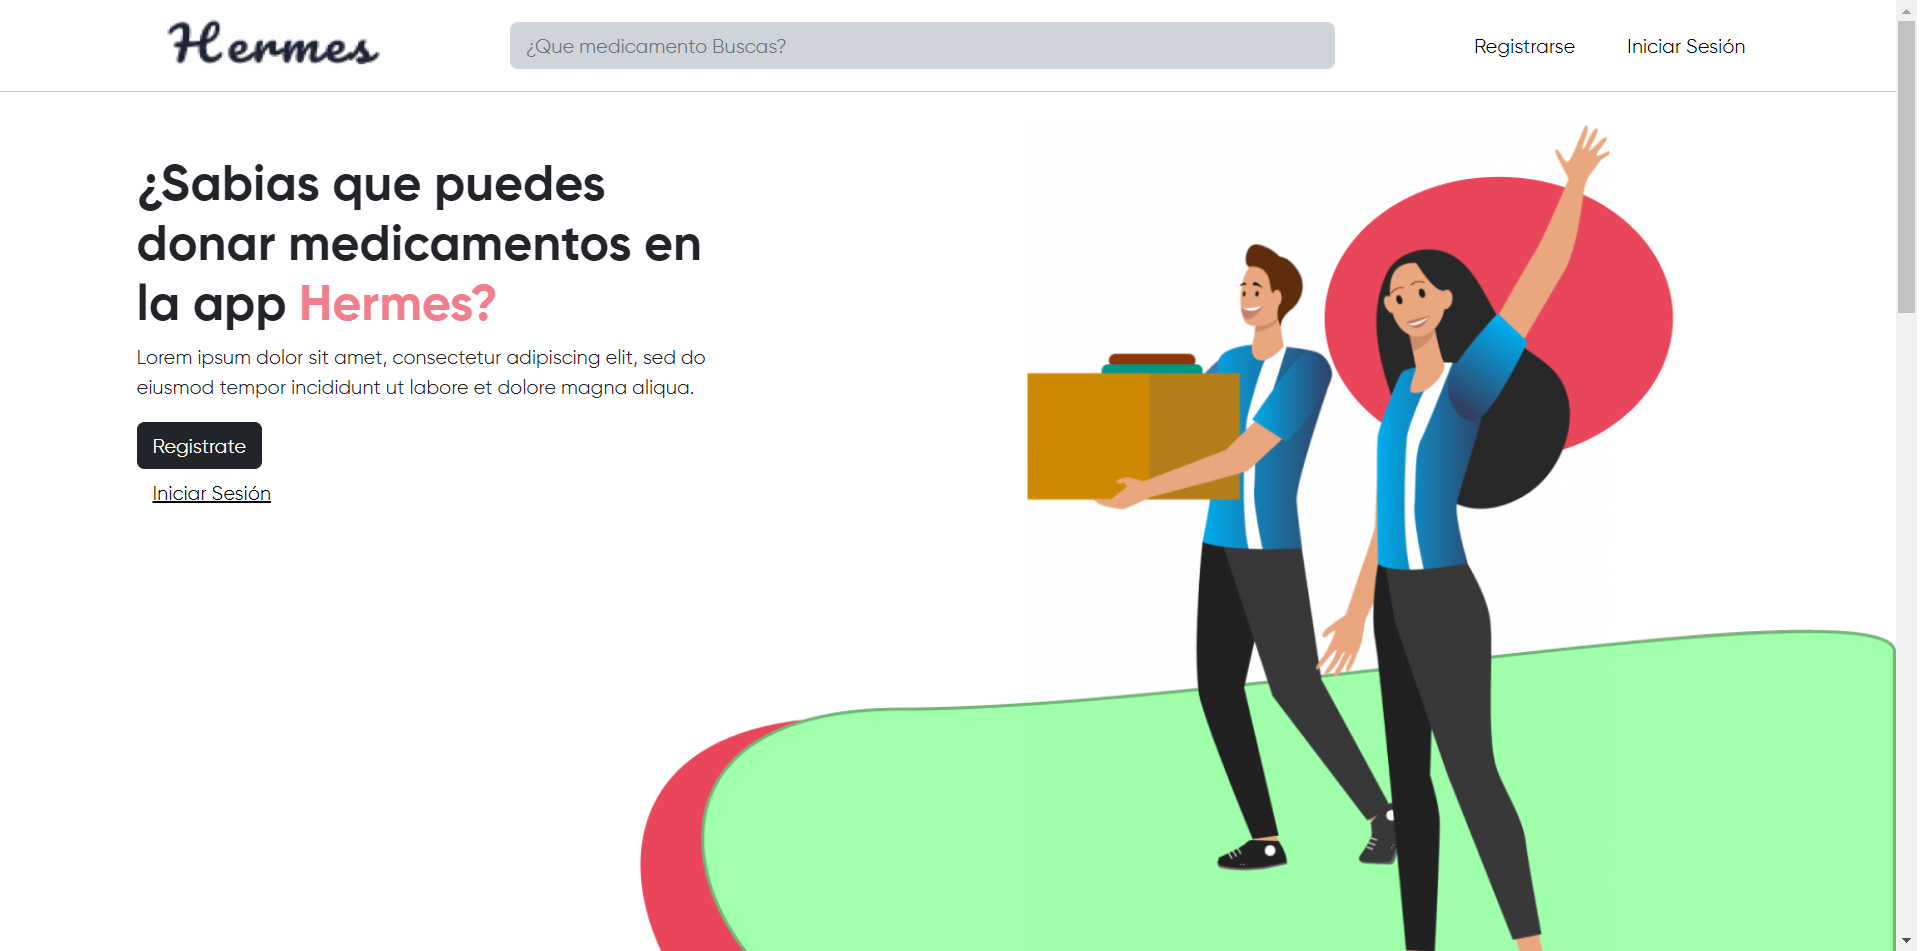 Hermes
¿Que medicamento Buscas?
Registrarse
Iniciar Sesión
¿Sabias que puedes
donar medicamentos en
la app Hermes?
Lorem ipsum dolor sit amet, consectetur adipiscing elit, sed do
eiusmod tempor incididunt ut labore et dolore magna aliqua.
Registrate
Iniciar Sesión